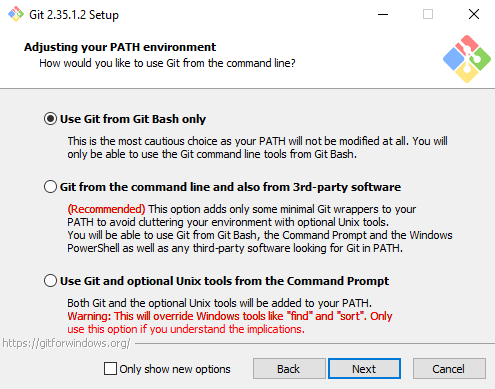 Git 2.35.1.2 Setup
Adjusting your PATH environment
How would you like to use Git from the command line?
Use Git from Git Bash only
This is the most cautious choice as your PATH will not be modified at all. You will
only be able to use the Git command line tools from Git Bash.
Git from the command line and also from 3rd-party software
(Recommended) This option adds only some minimal Git wrappers to your
PATH to avoid cluttering your environment with optional Unix tools.
You will be able to use Git from Git Bash, the Command Prompt and the Windows
PowerShell as well as any third-party software looking for Git in PATH.
Use Git and optional Unix tools from the Command Prompt
Both Git and the optional Unix tools will be added to your PATH.
Warning: This will override Windows tools like "find" and "sort". Only
use this option if you understand the implications.
https://gitforwindows.org/
Only show new options
Back
Next
Cancel